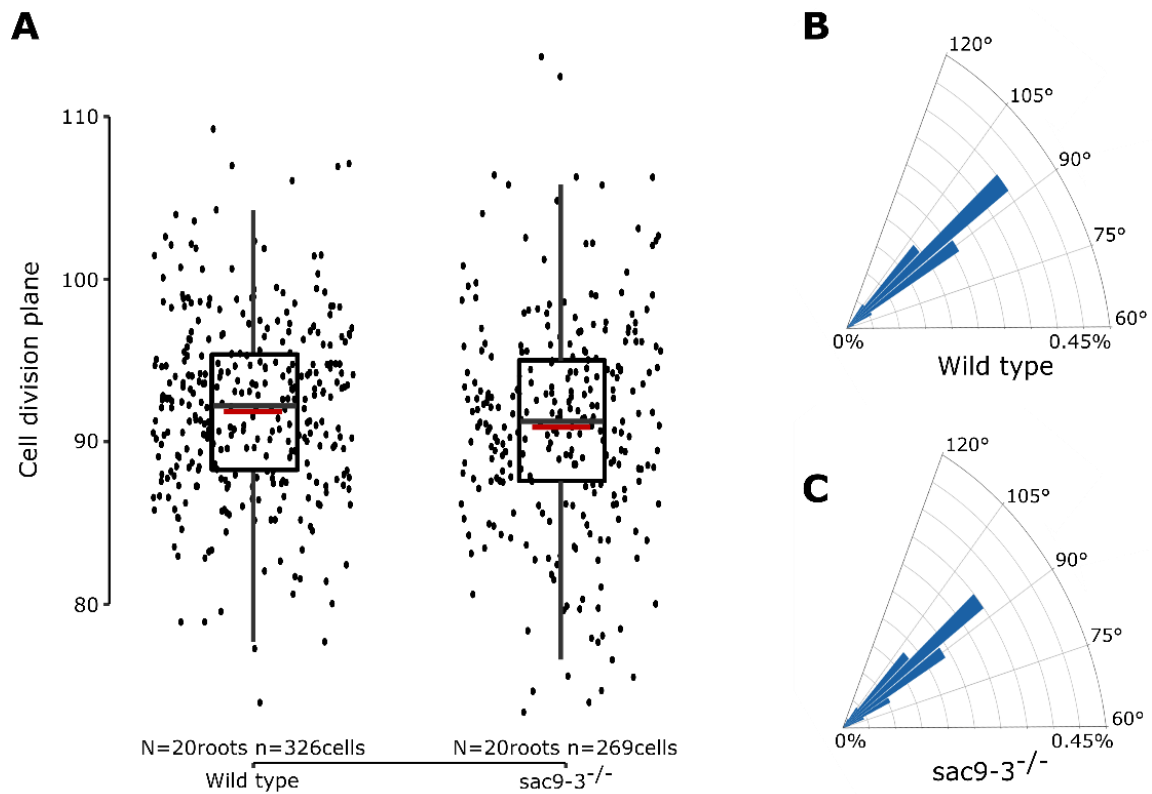 A
Cell division plane
110
100
90
80
N=20roots n=326cells
N=20roots n=269cells
Wild type
sac9-3-/-
B
120°
105°
90°
75°
60°
0%
0.45%
Wild type
C
120°
105°
90°
75°
60°
0%
0.45%
sac9-3-/-